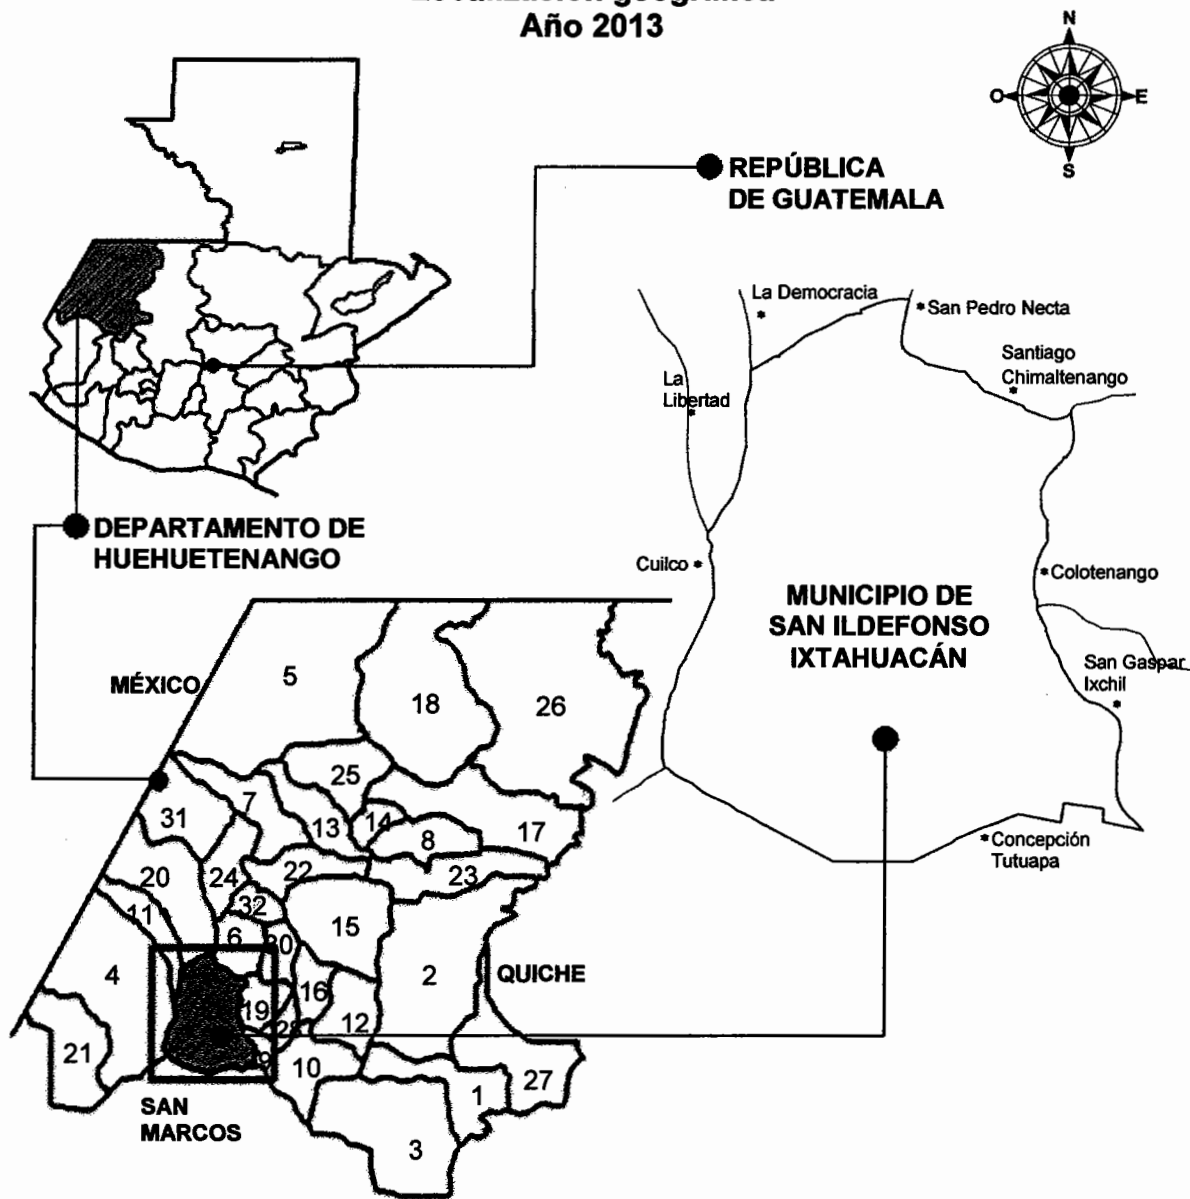 Año 2013
N
O
E
S
REPÚBLICA
DE GUATEMALA
La Democracia
San Pedro Necta
Santiago
Chimaltenango
La
Libertad
DEPARTAMENTO DE
HUEHUETENANGO
Cuilco
Colotenango
MUNICIPIO DE
SAN ILDEFONSO
IXTAHUACÁN
San Gaspar
Ixchil
Concepción
Tutuapa
MÉXICO
5
18
26
25
7
31
13
14
8
17
22
23
24
20
32
11
15
6
30
4
2
QUICHE
16
19
12
28
21
10
27
1
SAN
MARCOS
3